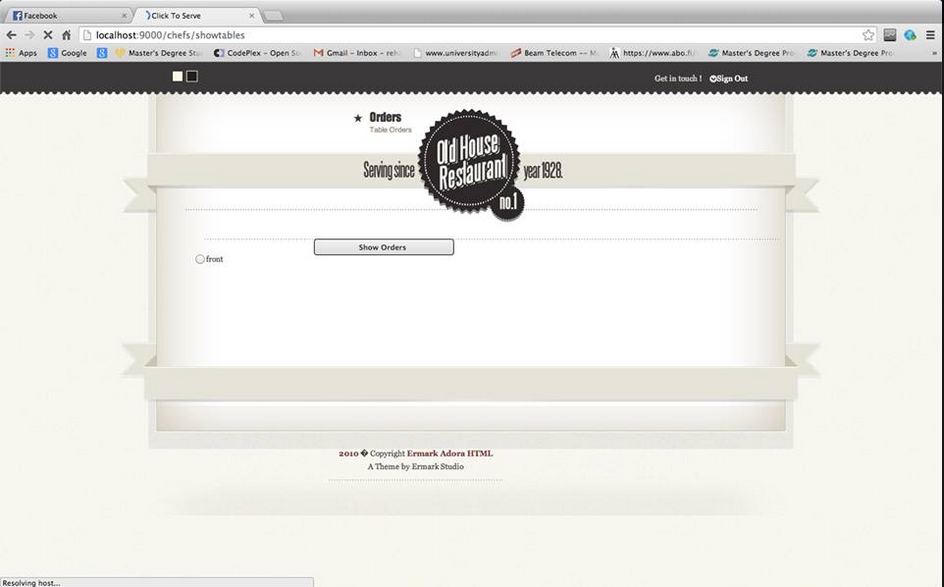 Facebook
Click To Serve
localhost:9000/chefs/showtables
Apps Google Master's Degree Sta CodePlex - Open So Gmail - Inbox - reh www.universityadm Beam Telecom -- M https://www.abo.fi Master's Degree Pro Master's Degree Pro »
Get in touch ! Sign Out
Orders
Table Orders
Serving since Old House Restaurant year 1928.
no.1
Show Orders
front
2010 � Copyright Ermark Adora HTML
A Theme by Ermark Studio
Resolving host...